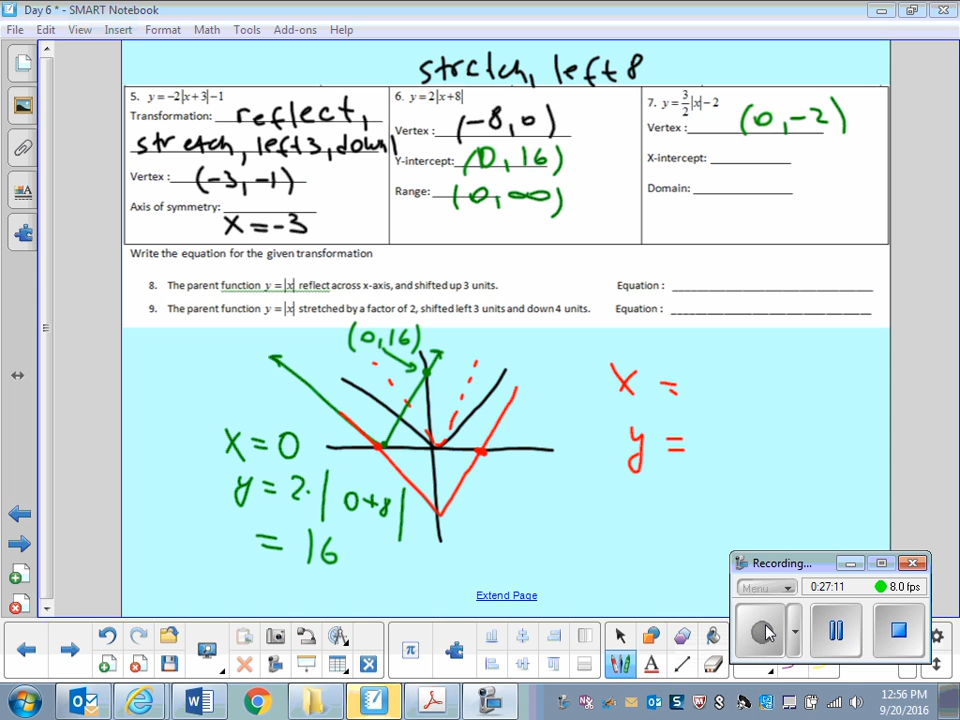 Day 6 * - SMART Notebook
File Edit View Insert Format Math Tools Add-ons Help
stretch, left 8
5. y = -2|x+3|-1
Transformation: reflect,
stretch, left 3, down 1
Vertex : (-3, -1)
Axis of symmetry:
x = -3
6. y = 2|x+8|
Vertex : (-8, 0)
Y-intercept: (0, 16)
Range: (0, ∞)
7. y = 3/2|x| - 2
Vertex : (0, -2)
X-intercept:
Domain:
Write the equation for the given transformation
8. The parent function y = |x| reflect across x-axis, and shifted up 3 units. Equation :
9. The parent function y = |x| stretched by a factor of 2, shifted left 3 units and down 4 units. Equation :
(0, 16)
x = 0
y = 2·|0+8|
= 16
x =
y =
Extend Page
Recording...
Menu 0:27:11 8.0 fps
12:56 PM
9/20/2016